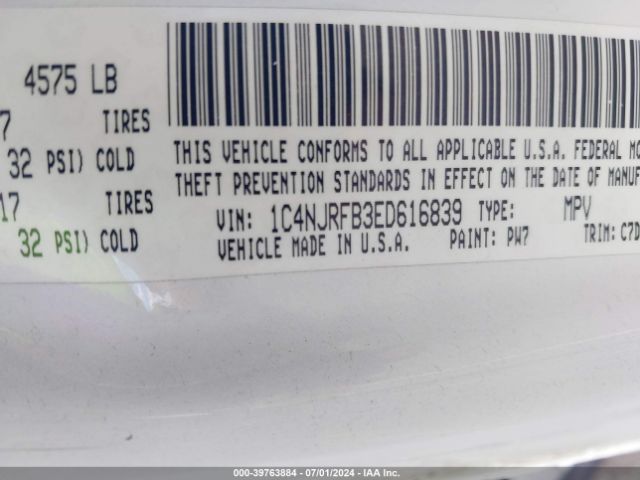 4575 LB
7 TIRES
32 PSI) COLD
17 TIRES
32 PSI) COLD
THIS VEHICLE CONFORMS TO ALL APPLICABLE U.S.A. FEDERAL MO
THEFT PREVENTION STANDARDS IN EFFECT ON THE DATE OF MANUF
VIN: 1C4NJRFB3ED616839 TYPE: MPV
VEHICLE MADE IN U.S.A. PAINT: PW7 TRIM: C7D
000-39763884 / 07/01/2024 - IAA Inc.